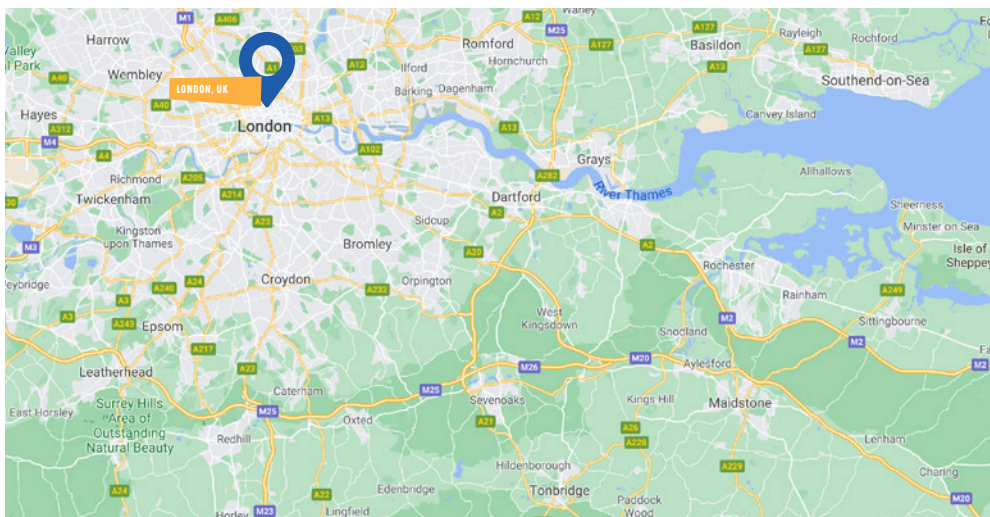 M1
A406
A12
Harrow
M25
Romford
A127
Basildon
A127
Rayleigh
Rochford
A127
Hornchurch
A13
A1
A12
Ilford
Wembley
A40
Barking
Dagenham
Southend-on-Sea
LONDON, UK
A40
Hayes
A312
London
A13
A13
Canvey Island
M4
A4
A102
Grays
Richmond
A205
A282
Allhallows
Twickenham
A214
Dartford
River Thames
A2
Sheerness
A23
Sidcup
Minster on Sea
Kingston
upon Thames
M3
Bromley
A20
A2
Isle of
Sheppey
Rochester
Croydon
Orpington
A24
A240
A232
Rainham
A249
A3
A3
A243
Epsom
West
Kingsdown
M2
Sittingbourne
Snodland
A217
M2
M20
Aylesford
M2
Leatherhead
A23
M26
Caterham
M25
M25
Sevenoaks
Kings Hill
Maidstone
East Horsley
Surrey Hills
Area of
Outstanding
Natural Beauty
Oxted
A21
A26
A228
Redhill
Lenham
Hildenborough
A229
Charing
A24
Edenbridge
Tonbridge
A22
M20
Paddock
Wood
M23
Lingfield